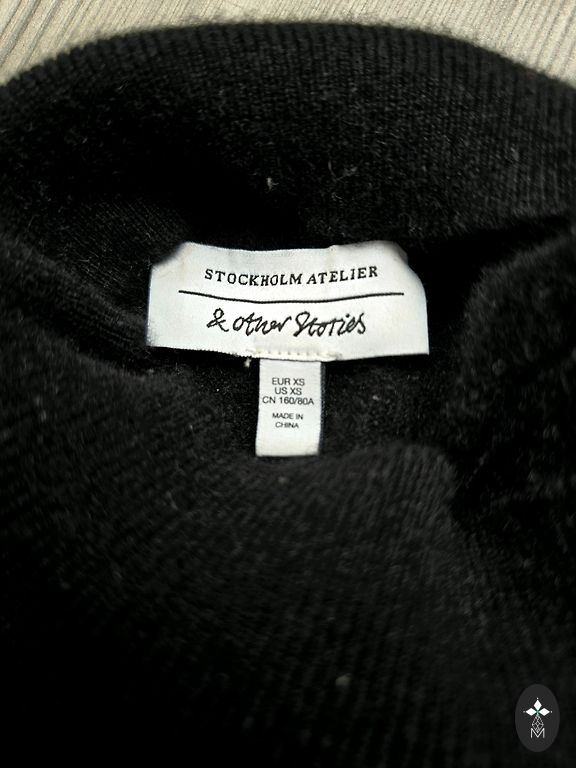 STOCKHOLM ATELIER
& other Stories
EUR XS
US XS
CN 160/80A
MADE IN
CHINA
M